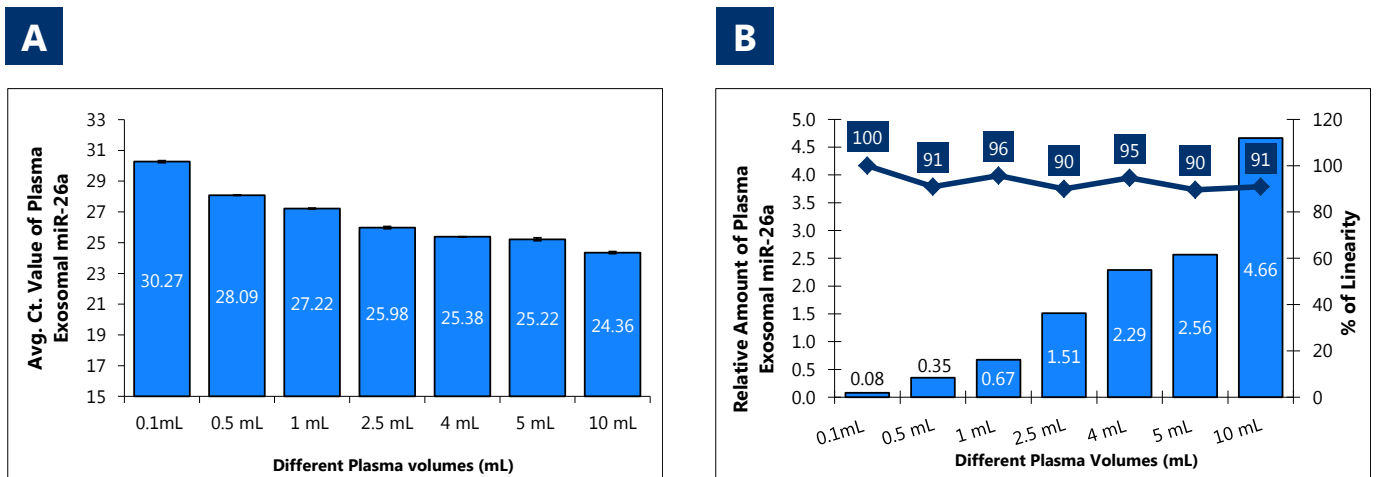 A
Avg. Ct. Value of Plasma
Exosomal miR-26a
33
31
29
27
25
23
21
19
17
15
30.27
28.09
27.22
25.98
25.38
25.22
24.36
0.1mL
0.5 mL
1 mL
2.5 mL
4 mL
5 mL
10 mL
Different Plasma volumes (mL)
B
Relative Amount of Plasma
Exosomal miR-26a
5.0
4.5
4.0
3.5
3.0
2.5
2.0
1.5
1.0
0.5
0.0
100
91
96
90
95
90
91
0.08
0.35
0.67
1.51
2.29
2.56
4.66
120
100
80
60
40
20
0
% of Linearity
0.1mL
0.5 mL
1 mL
2.5 mL
4 mL
5 mL
10 mL
Different Plasma Volumes (mL)